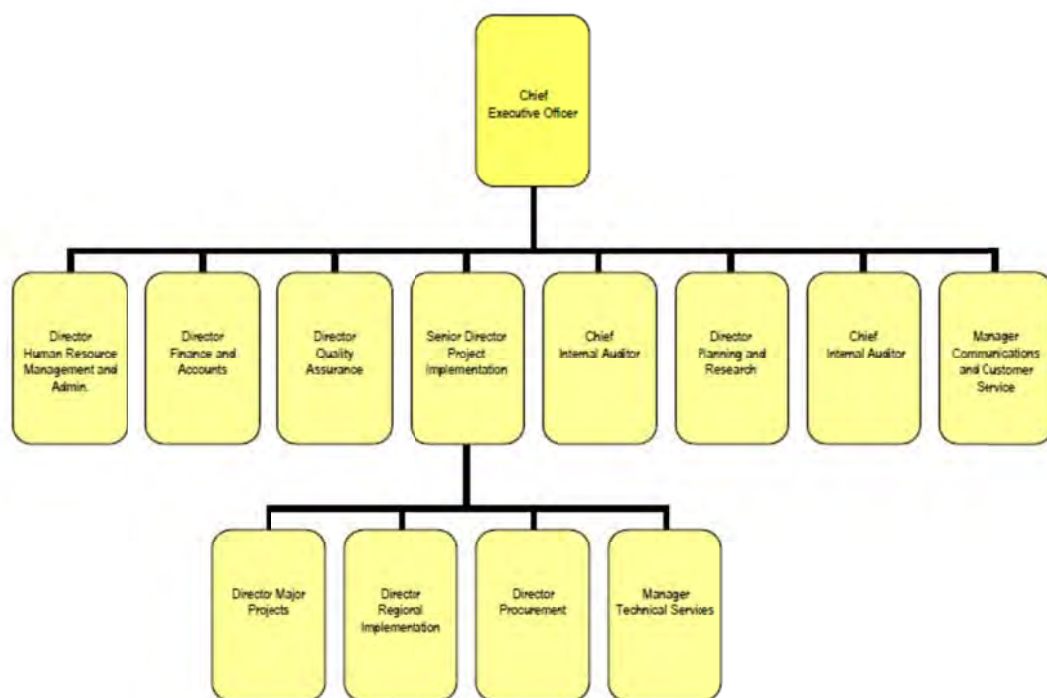 Chief
Executive Officer
Director
Human Resource
Management and
Admin.
Director
Finance and
Accounts
Director
Quality
Assurance
Senior Director
Project
Implementation
Chief
Internal Auditor
Director
Planning and
Research
Chief
Internal Auditor
Manager
Communications
and Customer
Service
Director Major
Projects
Director
Regional
Implementation
Director
Procurement
Manager
Technical Services